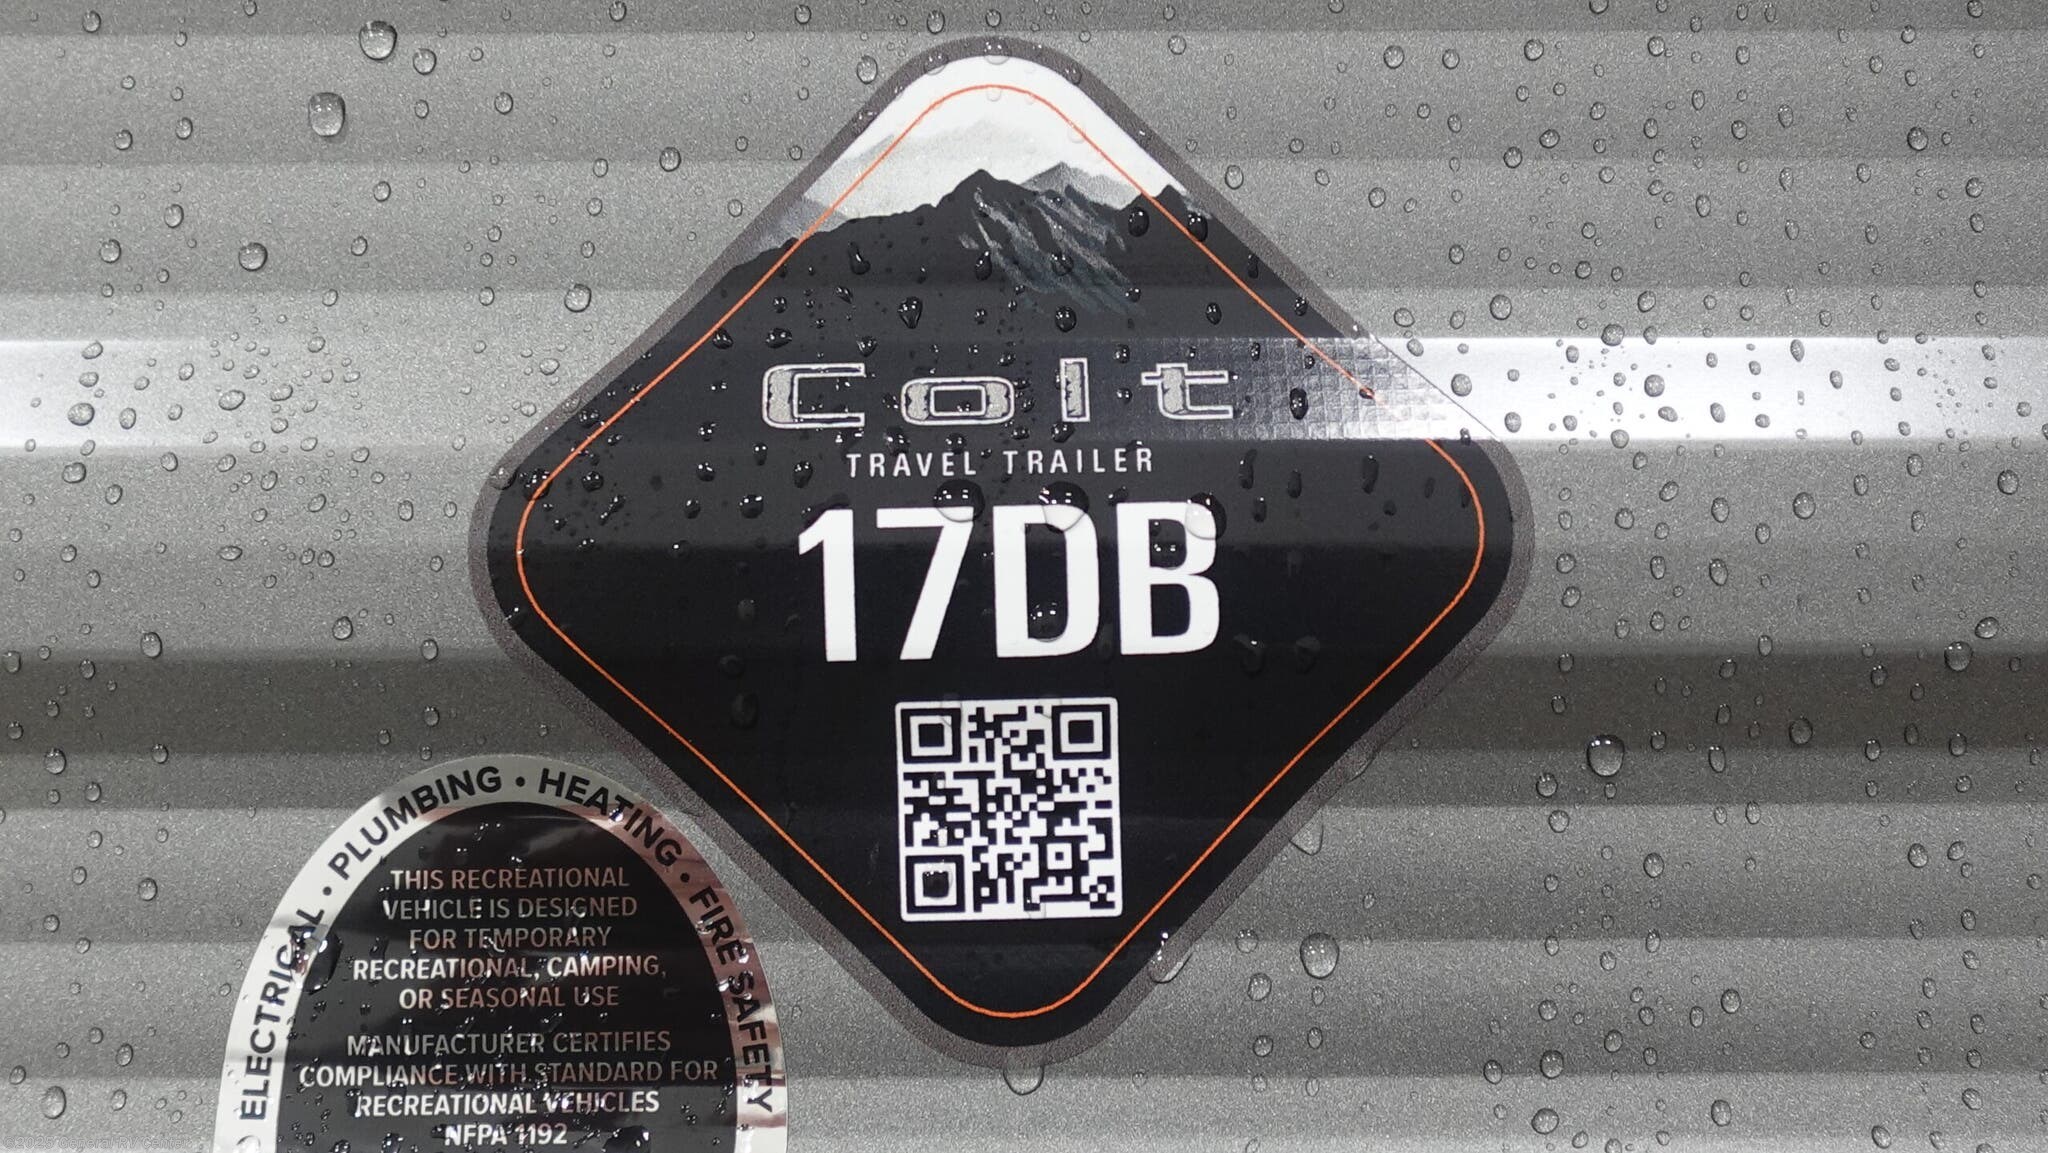 Colt
TRAVEL TRAILER
17DB
ELECTRICAL • PLUMBING • HEATING • FIRE SAFETY
THIS RECREATIONAL
VEHICLE IS DESIGNED
FOR TEMPORARY
RECREATIONAL, CAMPING,
OR SEASONAL USE
MANUFACTURER CERTIFIES
COMPLIANCE WITH STANDARD FOR
RECREATIONAL VEHICLES
NFPA 1192